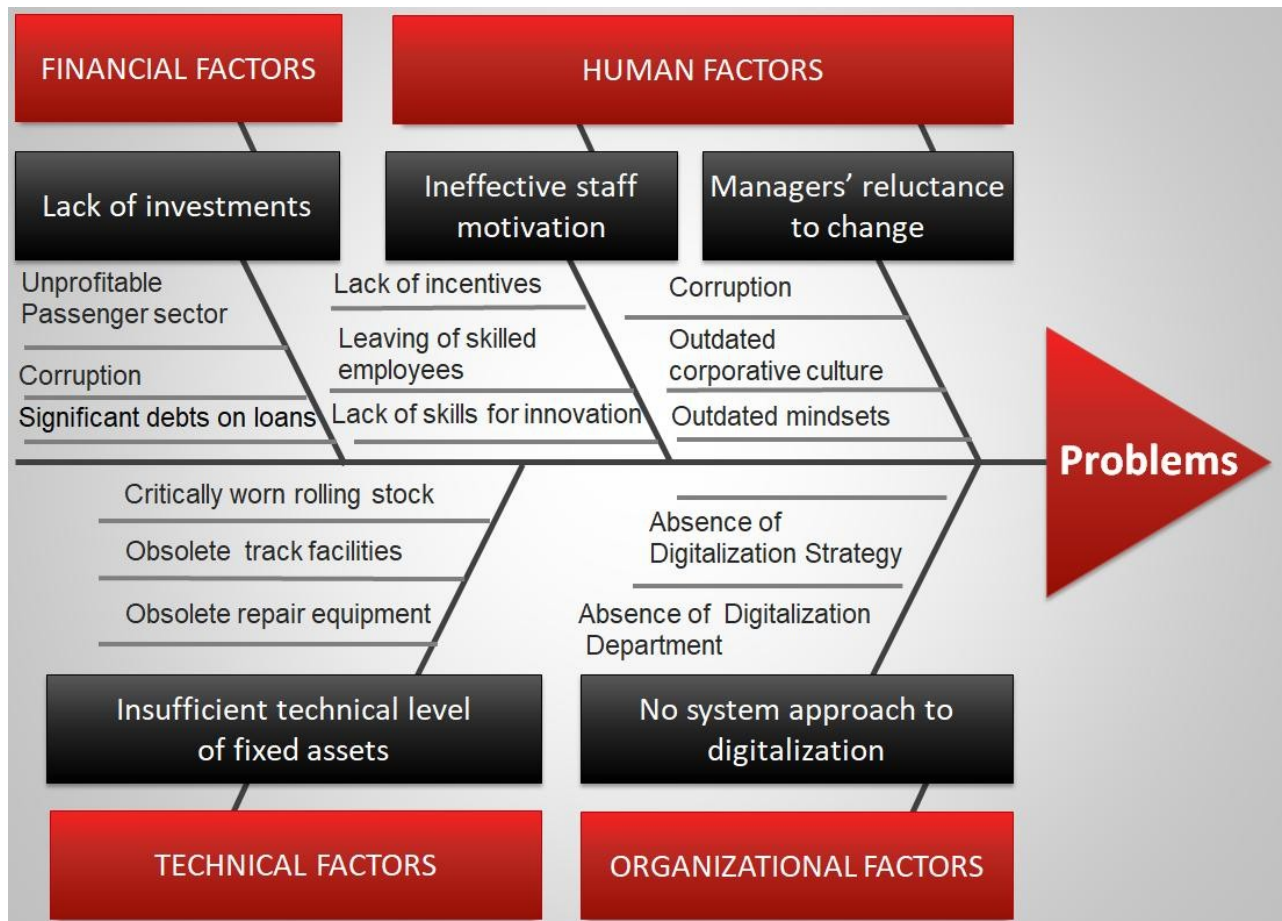 FINANCIAL FACTORS
HUMAN FACTORS
Lack of investments
Ineffective staff
motivation
Managers’ reluctance
to change
Unprofitable
Passenger sector
Corruption
Significant debts on loans
Lack of incentives
Leaving of skilled
employees
Lack of skills for innovation
Corruption
Outdated
corporative culture
Outdated mindsets
Problems
Critically worn rolling stock
Obsolete track facilities
Obsolete repair equipment
Absence of
Digitalization Strategy
Absence of Digitalization
Department
Insufficient technical level
of fixed assets
No system approach to
digitalization
TECHNICAL FACTORS
ORGANIZATIONAL FACTORS